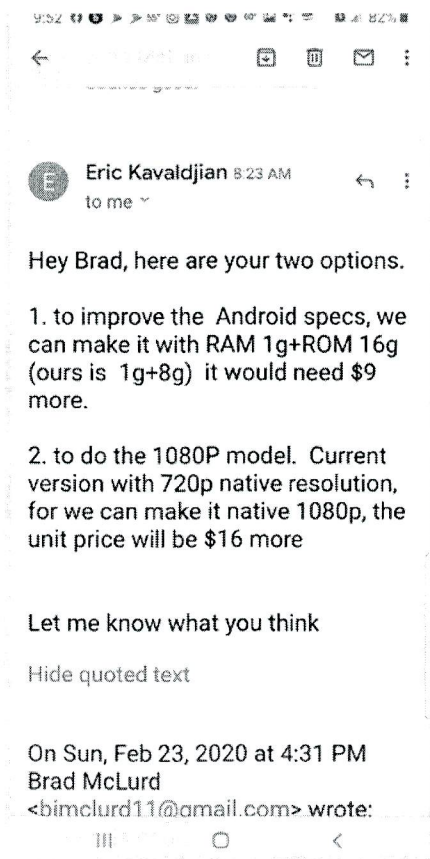 9:52 82%
E
Eric Kavaldjian 8:23 AM
to me
Hey Brad, here are your two options.
1. to improve the Android specs, we
can make it with RAM 1g+ROM 16g
(ours is 1g+8g) it would need $9
more.
2. to do the 1080P model. Current
version with 720p native resolution,
for we can make it native 1080p, the
unit price will be $16 more
Let me know what you think
Hide quoted text
On Sun, Feb 23, 2020 at 4:31 PM
Brad McLurd
<bimclurd11@gmail.com> wrote: